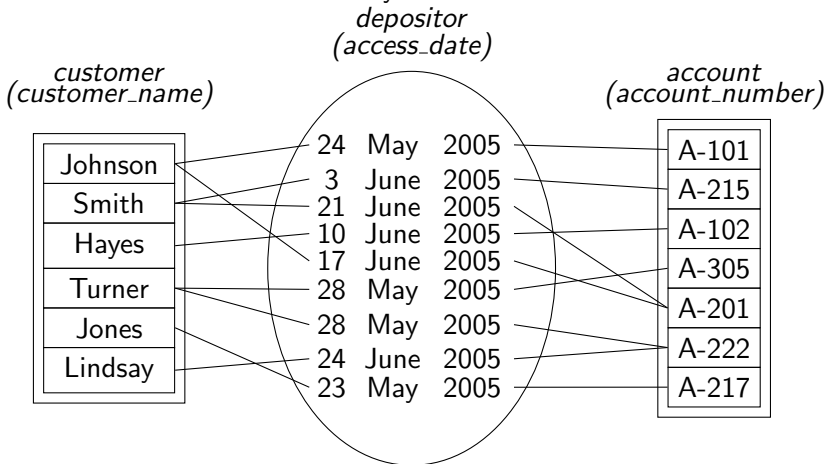 depositor
(access_date)
customer
(customer_name)
account
(account_number)
Johnson
Smith
Hayes
Turner
Jones
Lindsay
24 May 2005
3 June 2005
21 June 2005
10 June 2005
17 June 2005
28 May 2005
28 May 2005
24 June 2005
23 May 2005
A-101
A-215
A-102
A-305
A-201
A-222
A-217